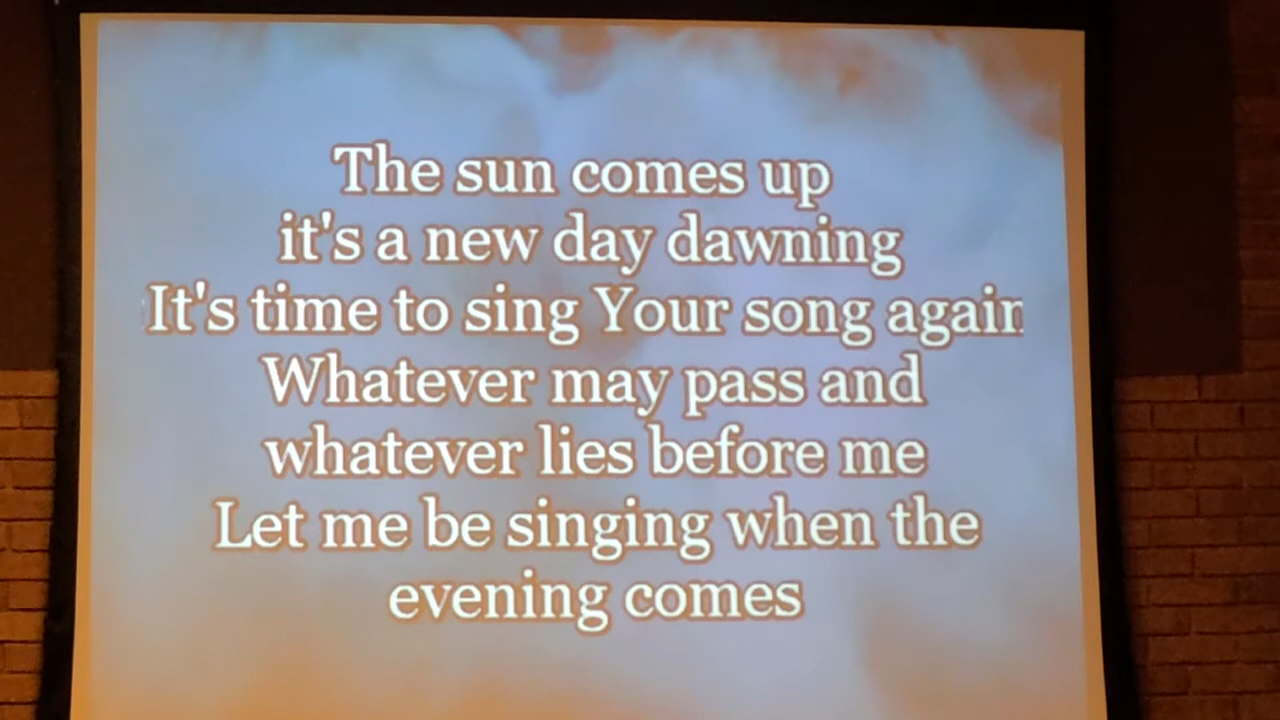 The sun comes up
it's a new day dawning
It's time to sing Your song again
Whatever may pass and
whatever lies before me
Let me be singing when the
evening comes